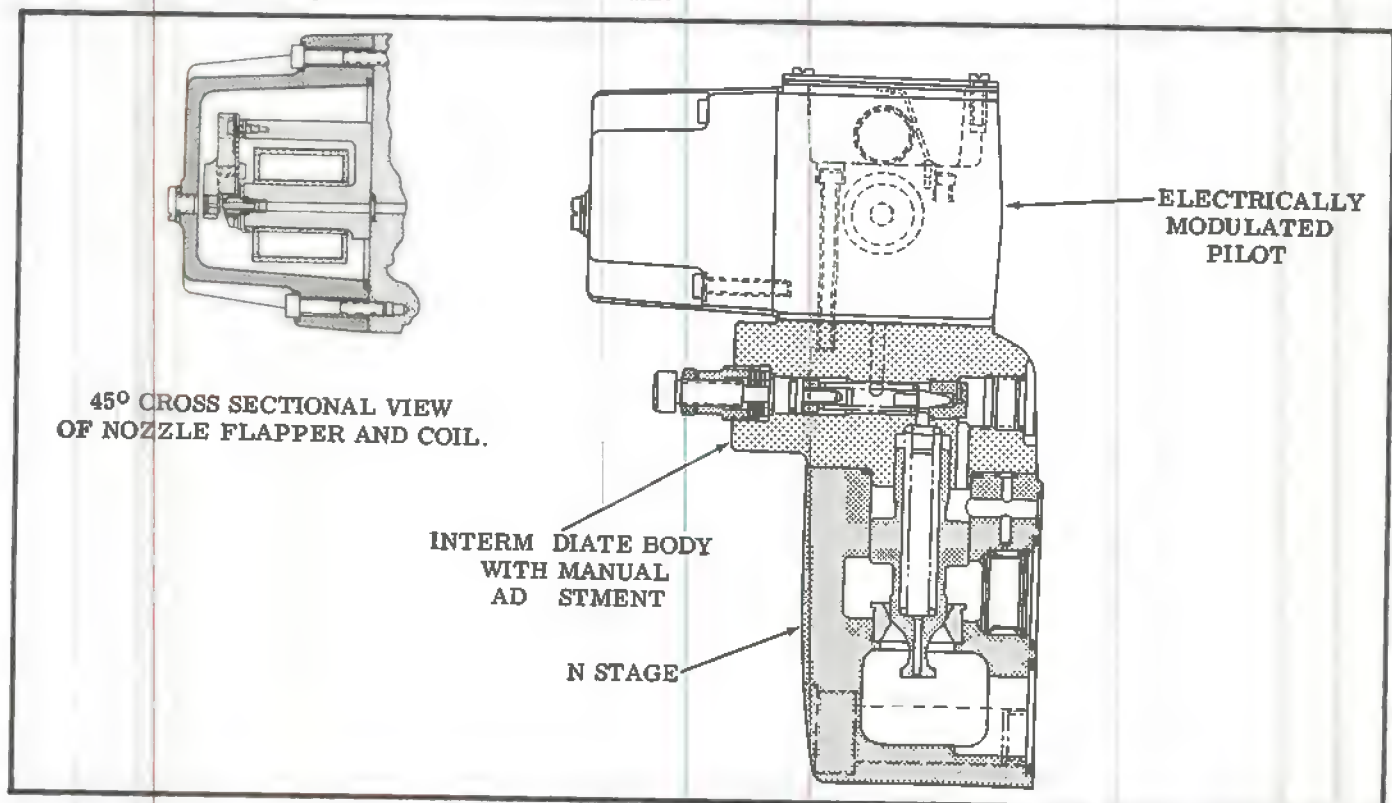 ELECTRICALLY
MODULATED
PILOT
45° CROSS SECTIONAL VIEW
OF NOZZLE FLAPPER AND COIL.
INTERM DIATE BODY
WITH MANUAL
AD STMENT
N STAGE